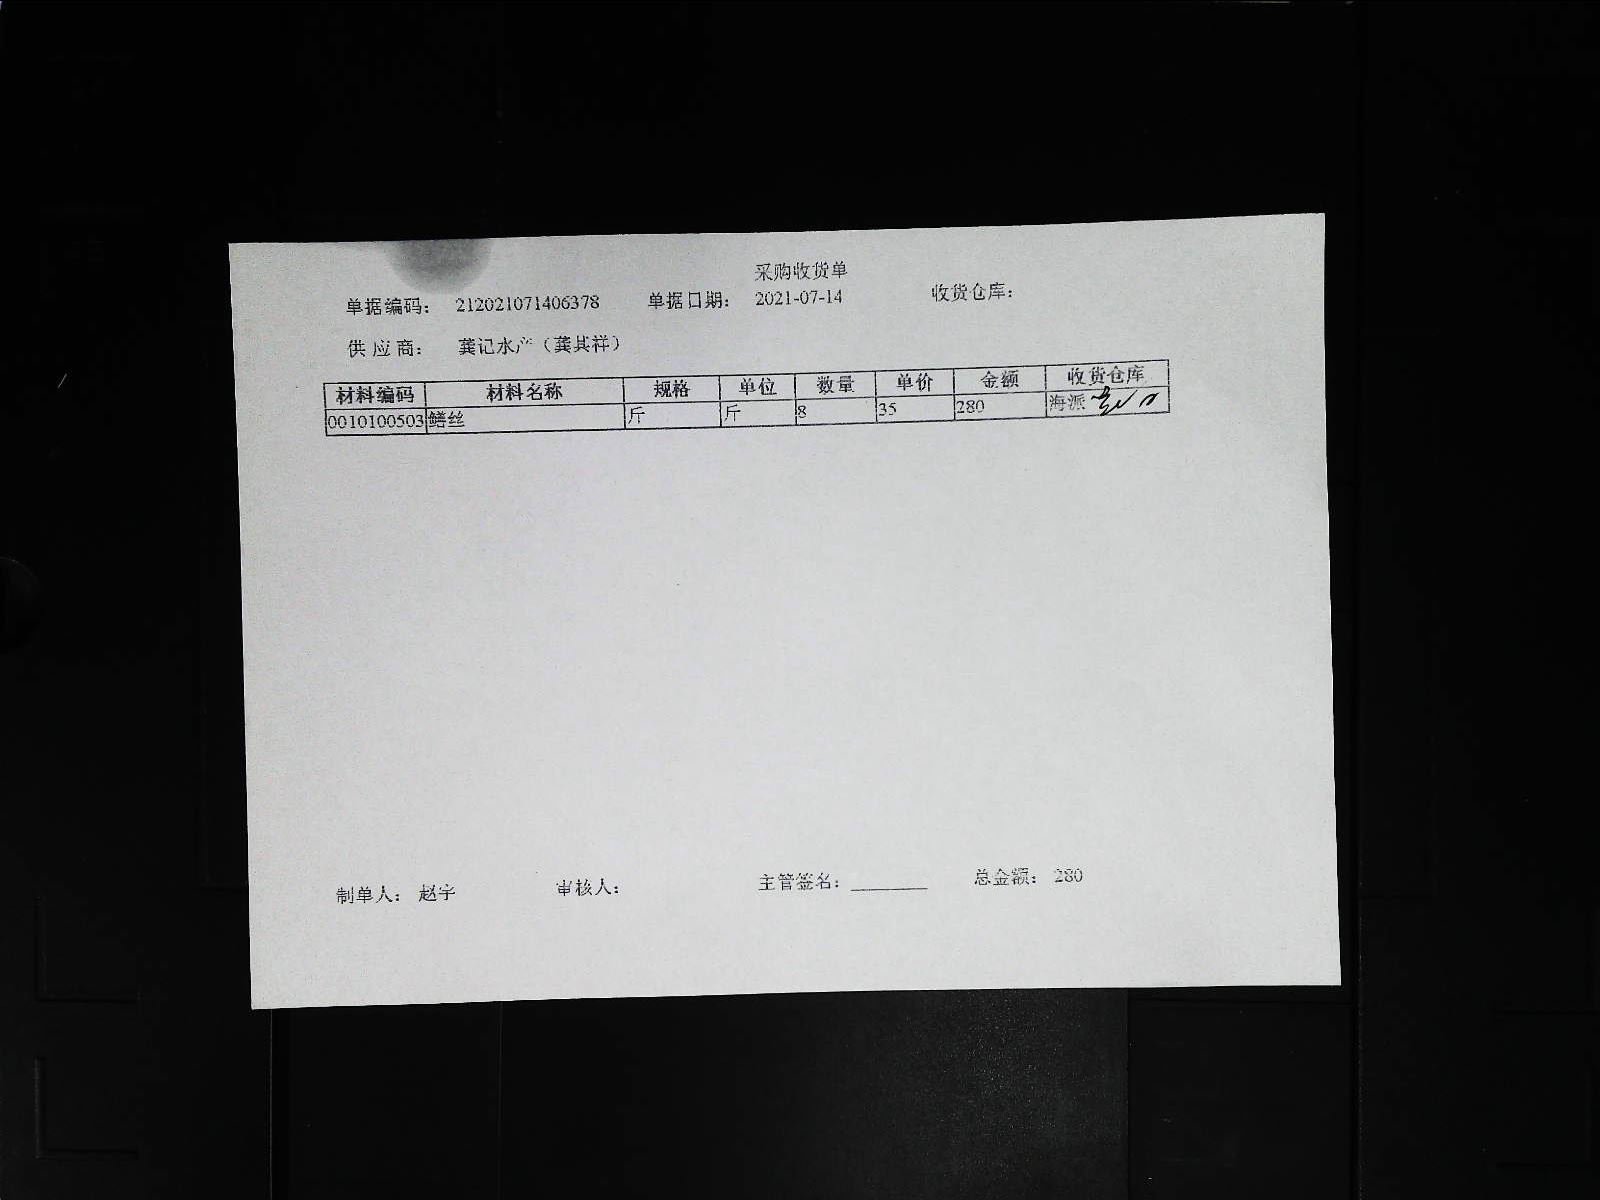 采购收货单
单据编码： 212021071406378 单据日期： 2021-07-14 收货仓库：
供 应 商： 龚记水产（龚其祥）
材料编码 材料名称 规格 单位 数量 单价 金额 收货仓库
0010100503 鳝丝 斤 斤 8 35 280 海派
制单人： 赵宇 审核人： 主管签名：________ 总金额： 280